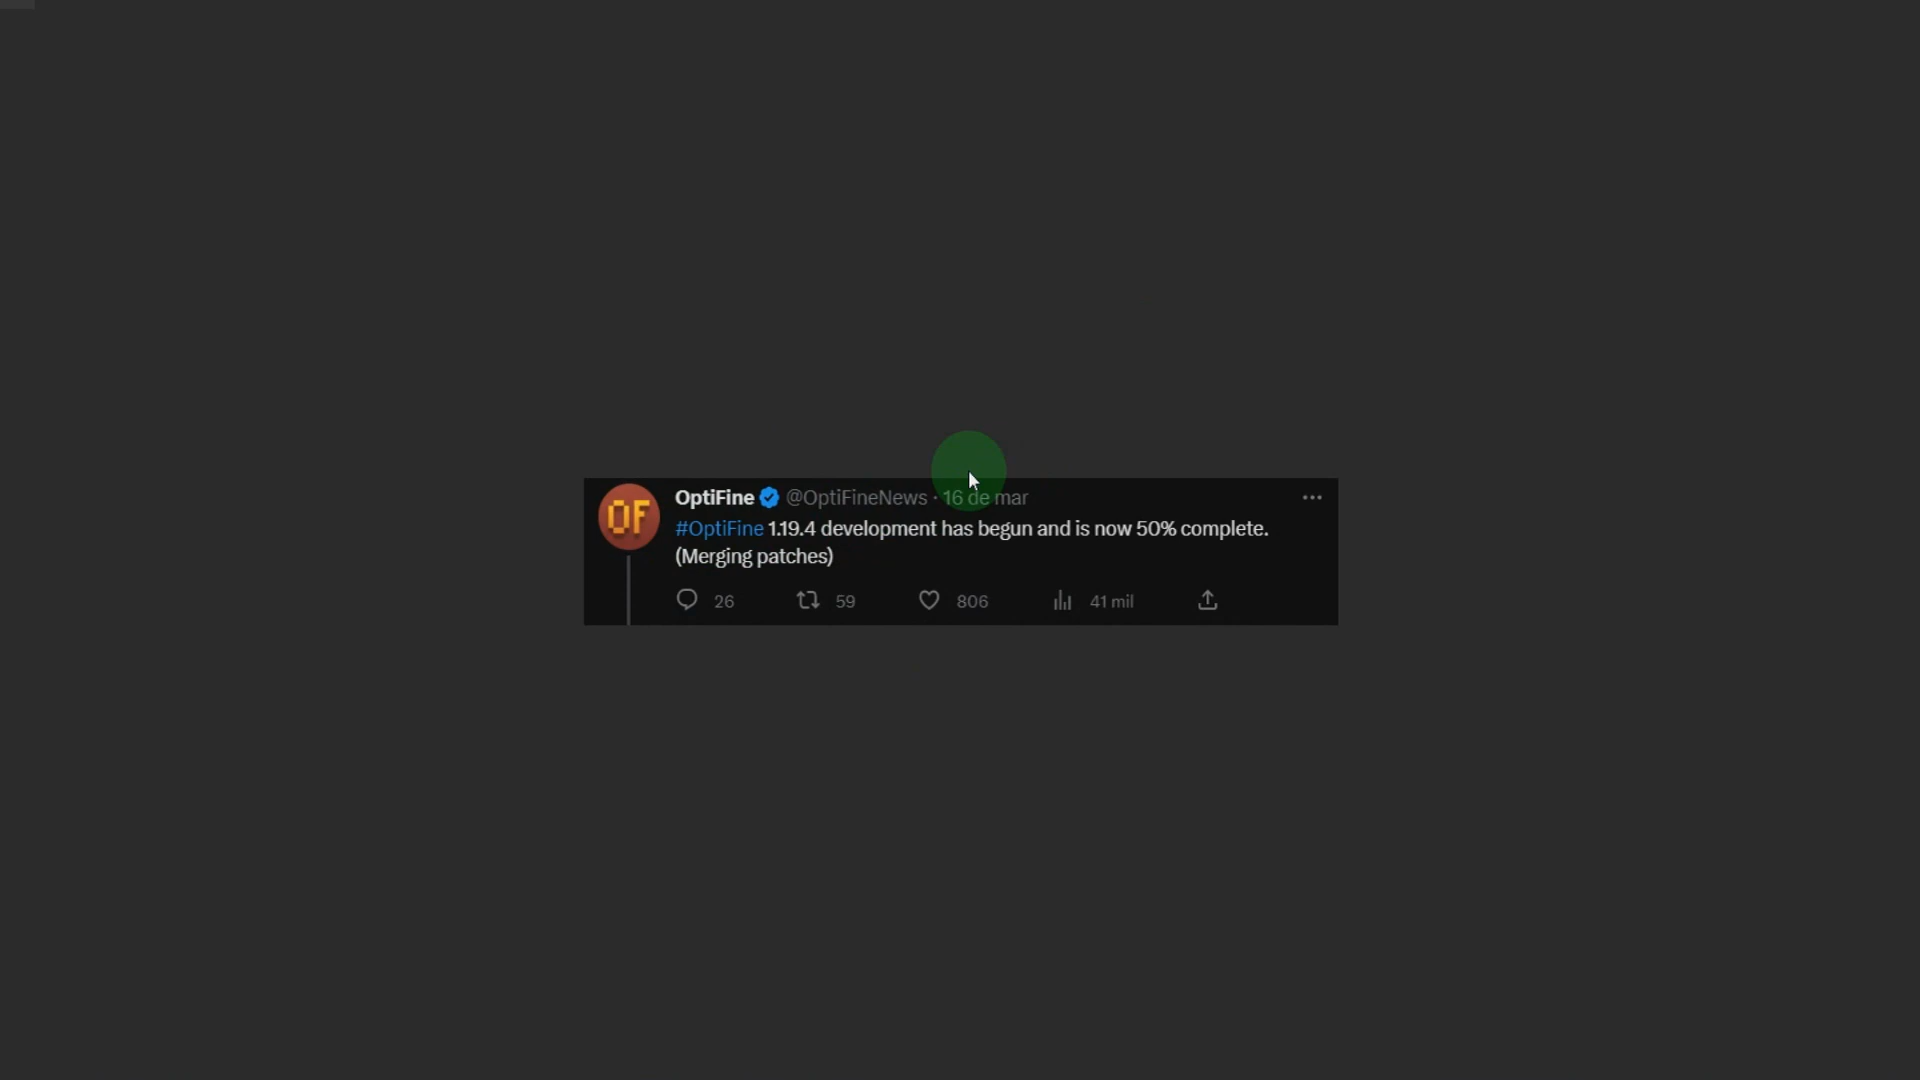 OF
OptiFine @OptiFineNews · 16 de mar
#OptiFine 1.19.4 development has begun and is now 50% complete.
(Merging patches)
26 59 806 41 mil